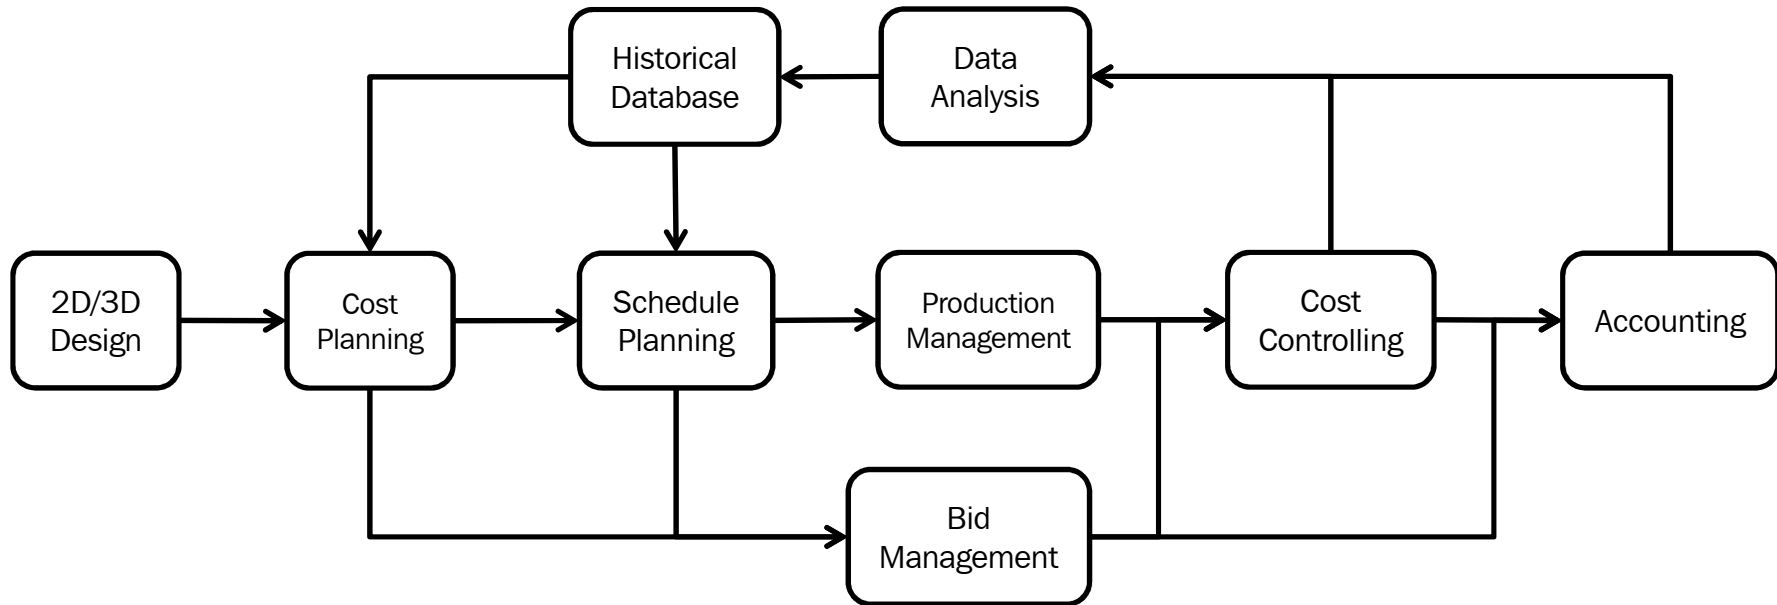 Historical
Database
Data
Analysis
2D/3D
Design
Cost
Planning
Schedule
Planning
Production
Management
Cost
Controlling
Accounting
Bid
Management